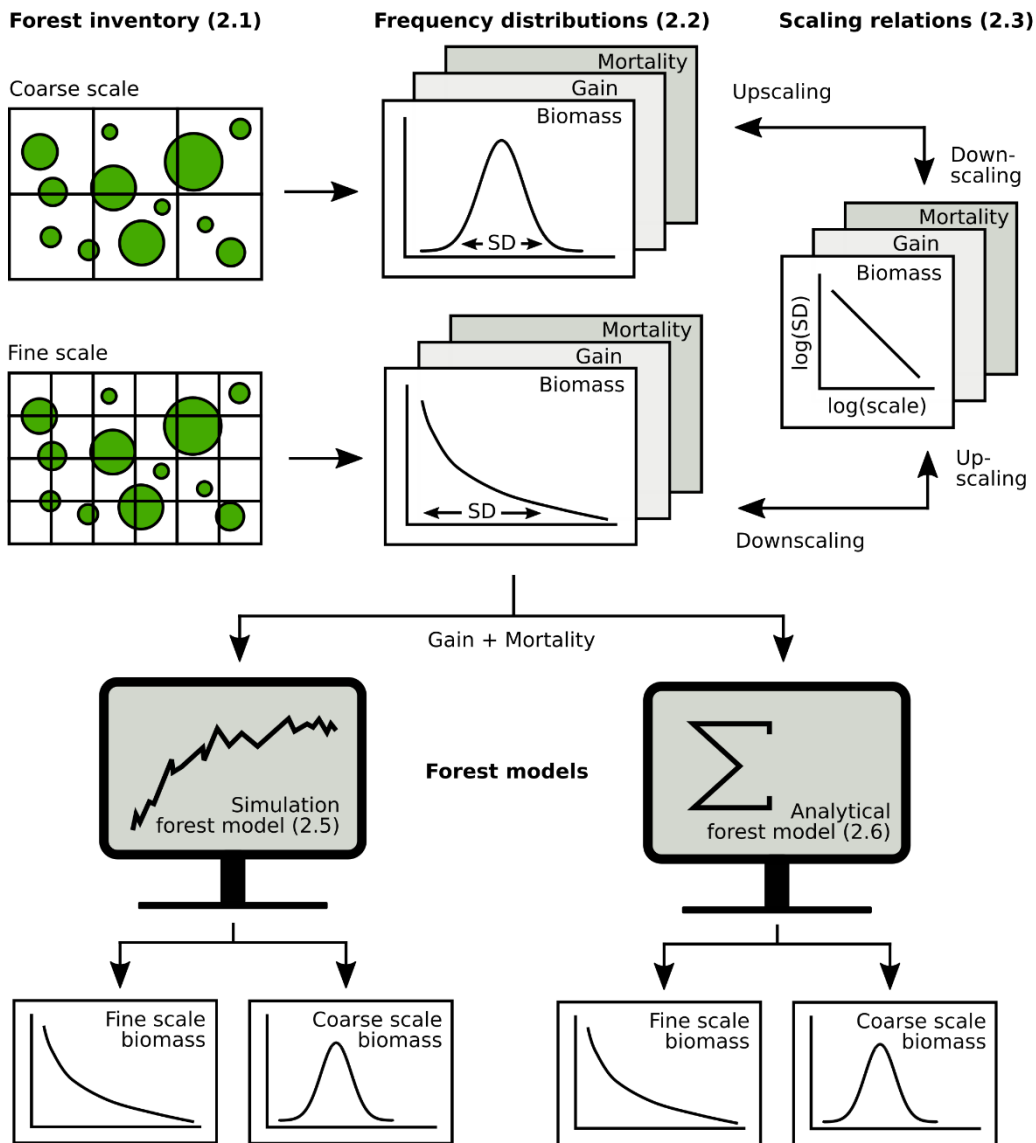 Forest inventory (2.1)
Frequency distributions (2.2)
Scaling relations (2.3)
Coarse scale
Mortality
Gain
Biomass
SD
Upscaling
Down-
scaling
Mortality
Gain
Biomass
log(SD)
log(scale)
Fine scale
Mortality
Gain
Biomass
SD
Up-
scaling
Downscaling
Gain + Mortality
Forest models
Simulation
forest model (2.5)
Analytical
forest model (2.6)
Fine scale
biomass
Coarse scale
biomass
Fine scale
biomass
Coarse scale
biomass